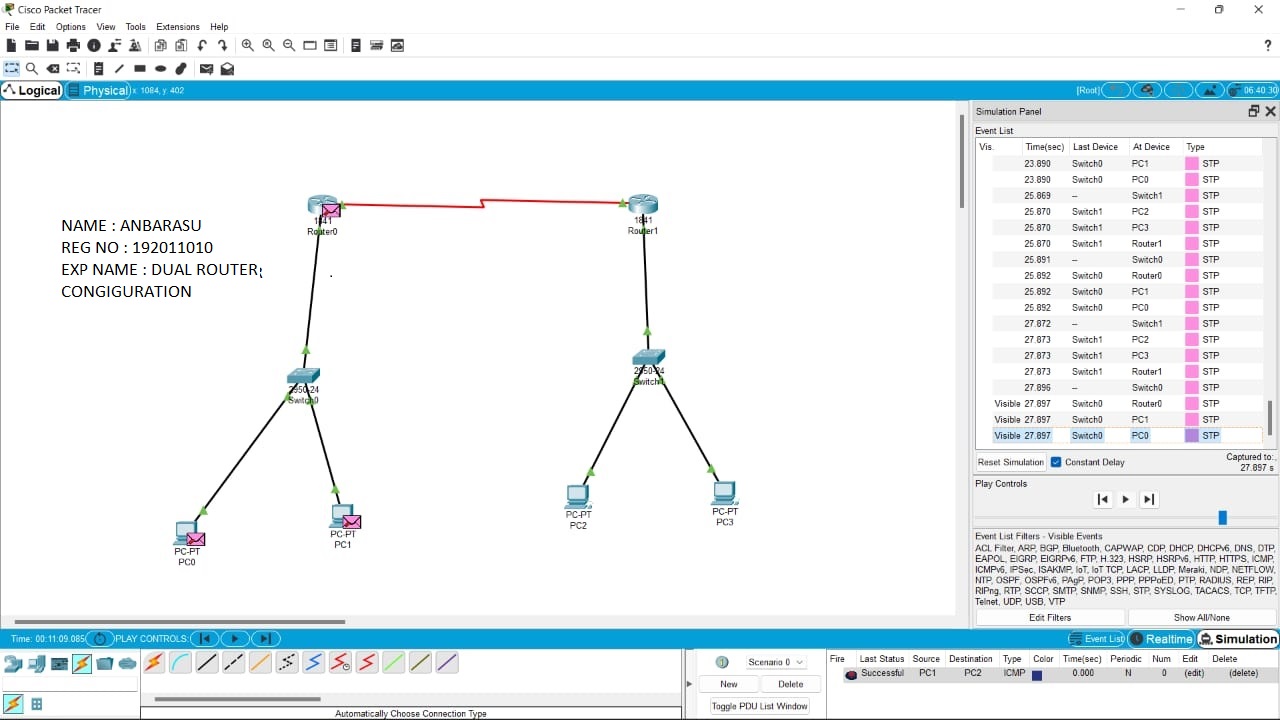 Cisco Packet Tracer
File Edit Options View Tools Extensions Help
Logical Physical x: 1084, y: 402 [Root] 06:40:30
NAME : ANBARASU
REG NO : 192011010
EXP NAME : DUAL ROUTER
CONGIGURATION
1841
Router0
1841
Router1
2950-24
Switch0
2950-24
Switch1
PC-PT
PC0
PC-PT
PC1
PC-PT
PC2
PC-PT
PC3
Simulation Panel
Event List
Vis. Time(sec) Last Device At Device Type
23.890 Switch0 PC1 STP
23.890 Switch0 PC0 STP
25.869 -- Switch1 STP
25.870 Switch1 PC2 STP
25.870 Switch1 PC3 STP
25.870 Switch1 Router1 STP
25.891 -- Switch0 STP
25.892 Switch0 Router0 STP
25.892 Switch0 PC1 STP
25.892 Switch0 PC0 STP
27.872 -- Switch1 STP
27.873 Switch1 PC2 STP
27.873 Switch1 PC3 STP
27.873 Switch1 Router1 STP
27.896 -- Switch0 STP
Visible 27.897 Switch0 Router0 STP
Visible 27.897 Switch0 PC1 STP
Visible 27.897 Switch0 PC0 STP
Reset Simulation Constant Delay Captured to:
27.897 s
Play Controls
Event List Filters - Visible Events
ACL Filter, ARP, BGP, Bluetooth, CAPWAP, CDP, DHCP, DHCPv6, DNS, DTP,
EAPOL, EIGRP, EIGRPv6, FTP, H.323, HSRP, HSRPv6, HTTP, HTTPS, ICMP,
ICMPv6, IPSec, ISAKMP, IoT, IoT TCP, LACP, LLDP, Meraki, NDP, NETFLOW,
NTP, OSPF, OSPFv6, PAgP, POP3, PPP, PPPoED, PTP, RADIUS, REP, RIP,
RIPng, RTP, SCCP, SMTP, SNMP, SSH, STP, SYSLOG, TACACS, TCP, TFTP,
Telnet, UDP, USB, VTP
Edit Filters Show All/None
Time: 00:11:09.085 PLAY CONTROLS: Event List Realtime Simulation
Scenario 0
New Delete
Toggle PDU List Window
Fire Last Status Source Destination Type Color Time(sec) Periodic Num Edit Delete
Successful PC1 PC2 ICMP 0.000 N 0 (edit) (delete)
Automatically Choose Connection Type